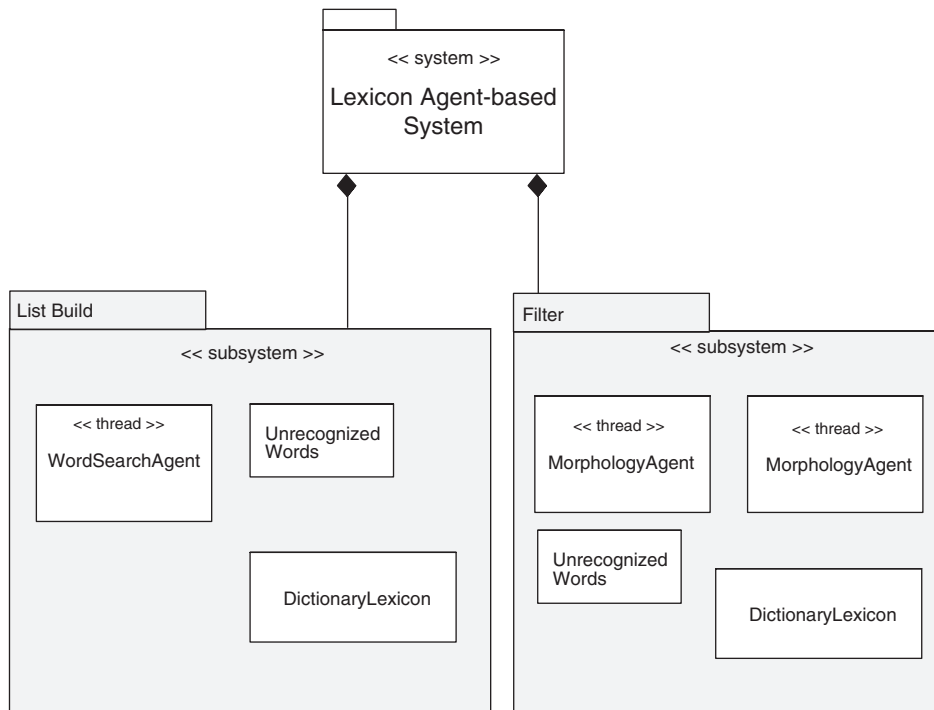 << system >>
Lexicon Agent-based
System
List Build
<< subsystem >>
<< thread >>
WordSearchAgent
Unrecognized
Words
DictionaryLexicon
Filter
<< subsystem >>
<< thread >>
MorphologyAgent
<< thread >>
MorphologyAgent
Unrecognized
Words
DictionaryLexicon